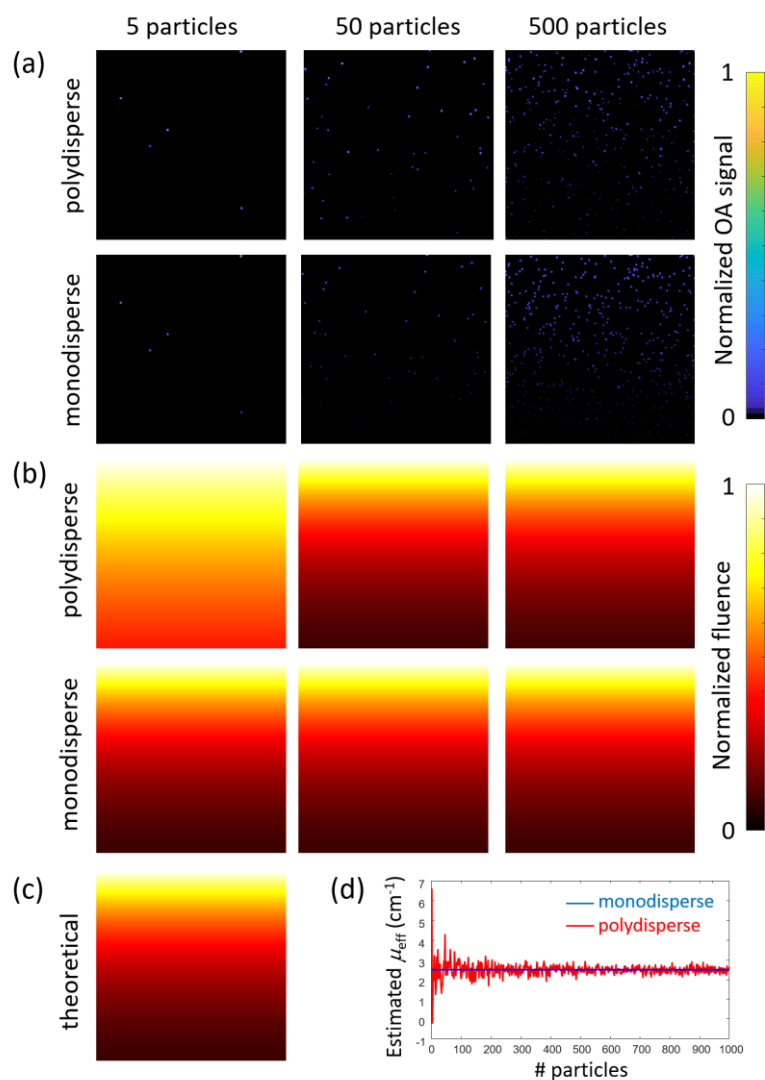 5 particles 50 particles 500 particles
(a)
polydisperse
monodisperse
1
Normalized OA signal
0
(b)
polydisperse
monodisperse
1
Normalized fluence
0
(c)
theoretical
(d)
Estimated μeff (cm-1)
7
6
5
4
3
2
1
0
-1
monodisperse
polydisperse
0 100 200 300 400 500 600 700 800 900 1000
# particles